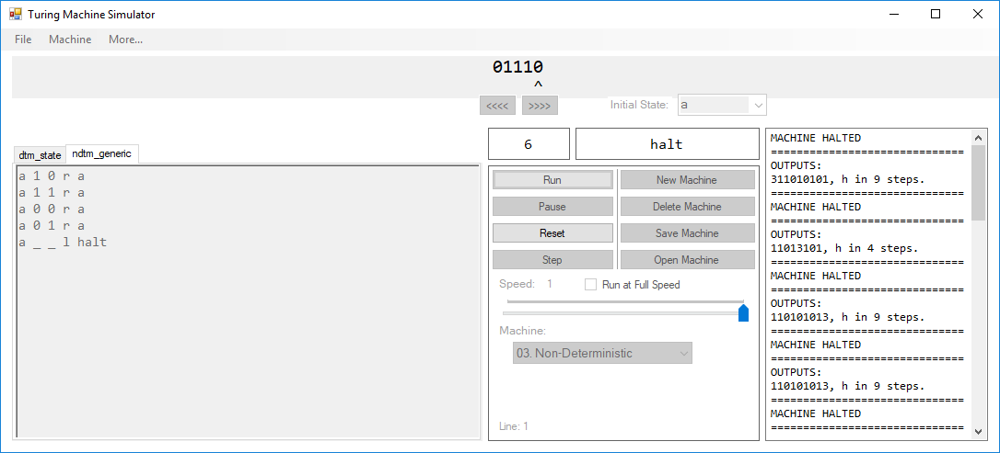 Turing Machine Simulator
File Machine More...
01110
^
<<<< >>>> Initial State: a
dtm_state ndtm_generic
a 1 0 r a
a 1 1 r a
a 0 0 r a
a 0 1 r a
a _ _ l halt
6 halt
Run New Machine
Pause Delete Machine
Reset Save Machine
Step Open Machine
Speed: 1 Run at Full Speed
Machine:
03. Non-Deterministic
Line: 1
MACHINE HALTED
==============================
OUTPUTS:
311010101, h in 9 steps.
==============================
MACHINE HALTED
==============================
OUTPUTS:
11013101, h in 4 steps.
==============================
MACHINE HALTED
==============================
OUTPUTS:
110101013, h in 9 steps.
==============================
MACHINE HALTED
==============================
OUTPUTS:
110101013, h in 9 steps.
==============================
MACHINE HALTED
==============================